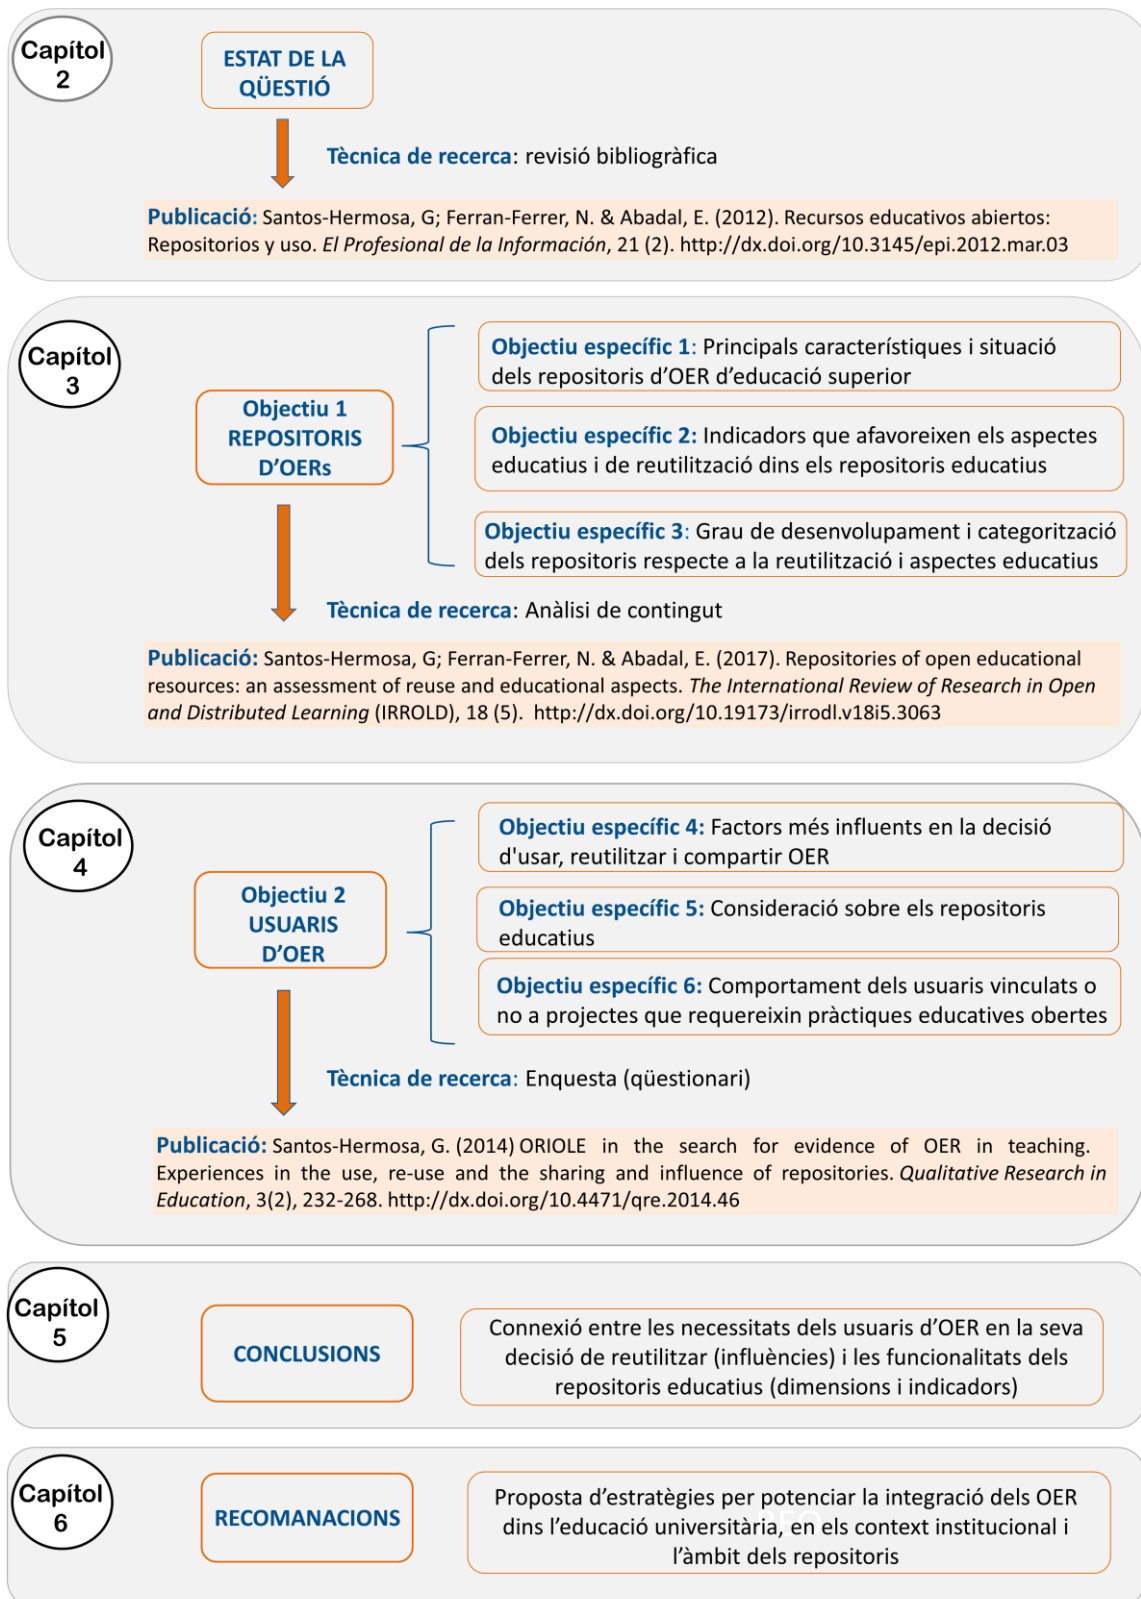 Capítol
2
ESTAT DE LA
QÜESTIÓ
Tècnica de recerca: revisió bibliogràfica
Publicació: Santos-Hermosa, G; Ferran-Ferrer, N. & Abadal, E. (2012). Recursos educativos abiertos:
Repositorios y uso. El Profesional de la Información, 21 (2). http://dx.doi.org/10.3145/epi.2012.mar.03
Capítol
3
Objectiu 1
REPOSITORIS
D'OERs
Objectiu específic 1: Principals característiques i situació
dels repositoris d'OER d'educació superior
Objectiu específic 2: Indicadors que afavoreixen els aspectes
educatius i de reutilització dins els repositoris educatius
Objectiu específic 3: Grau de desenvolupament i categorització
dels repositoris respecte a la reutilització i aspectes educatius
Tècnica de recerca: Anàlisi de contingut
Publicació: Santos-Hermosa, G; Ferran-Ferrer, N. & Abadal, E. (2017). Repositories of open educational
resources: an assessment of reuse and educational aspects. The International Review of Research in Open
and Distributed Learning (IRROLD), 18 (5). http://dx.doi.org/10.19173/irrodl.v18i5.3063
Capítol
4
Objectiu 2
USUARIS
D'OER
Objectiu específic 4: Factors més influents en la decisió
d'usar, reutilitzar i compartir OER
Objectiu específic 5: Consideració sobre els repositoris
educatius
Objectiu específic 6: Comportament dels usuaris vinculats o
no a projectes que requereixin pràctiques educatives obertes
Tècnica de recerca: Enquesta (qüestionari)
Publicació: Santos-Hermosa, G. (2014) ORIOLE in the search for evidence of OER in teaching.
Experiences in the use, re-use and the sharing and influence of repositories. Qualitative Research in
Education, 3(2), 232-268. http://dx.doi.org/10.4471/qre.2014.46
Capítol
5
CONCLUSIONS
Connexió entre les necessitats dels usuaris d'OER en la seva
decisió de reutilitzar (influències) i les funcionalitats dels
repositoris educatius (dimensions i indicadors)
Capítol
6
RECOMANACIONS
Proposta d'estratègies per potenciar la integració dels OER
dins l'educació universitària, en els context institucional i
l'àmbit dels repositoris